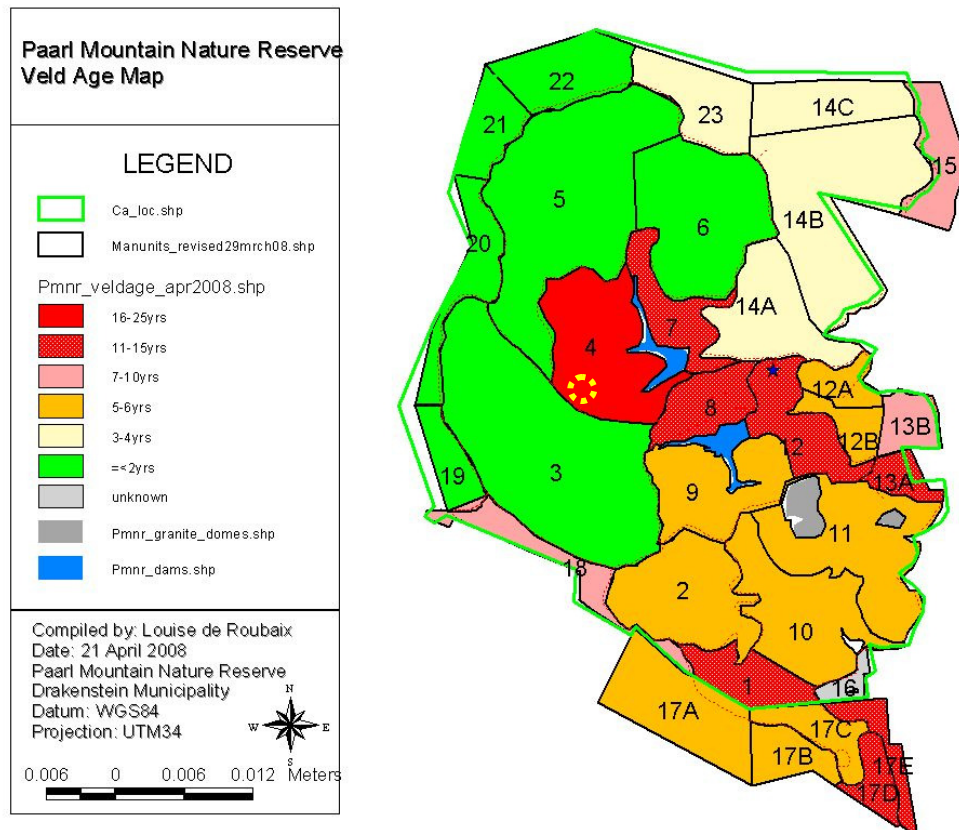 Paarl Mountain Nature Reserve
Veld Age Map
LEGEND
Ca_loc.shp
Manunits_revised29mrch08.shp
Pmnr_veldage_apr2008.shp
16-25yrs
11-15yrs
7-10yrs
5-6yrs
3-4yrs
=<2yrs
unknown
Pmnr_granite_domes.shp
Pmnr_dams.shp
Compiled by: Louise de Roubaix
Date: 21 April 2008
Paarl Mountain Nature Reserve
Drakenstein Municipality
Datum: WGS84
Projection: UTM34
N
W E
S
0.006 0 0.006 0.012 Meters
22
23
14C
21
15
5
6
14B
20
14A
7
4
12A
8
13B
12B
12
19
3
9
13A
11
18
2
10
1
16
17A
17C
17B
17E
17D